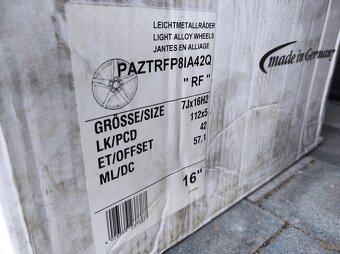 LEICHTMETALLRÄDER
LIGHT ALLOY WHEELS
JANTES EN ALLIAGE
PAZTRFP8IA42Q
" RF "
GRÖSSE/SIZE 7Jx16H2
LK/PCD 112x5
ET/OFFSET 42
ML/DC 57.1
16"
made in Germany